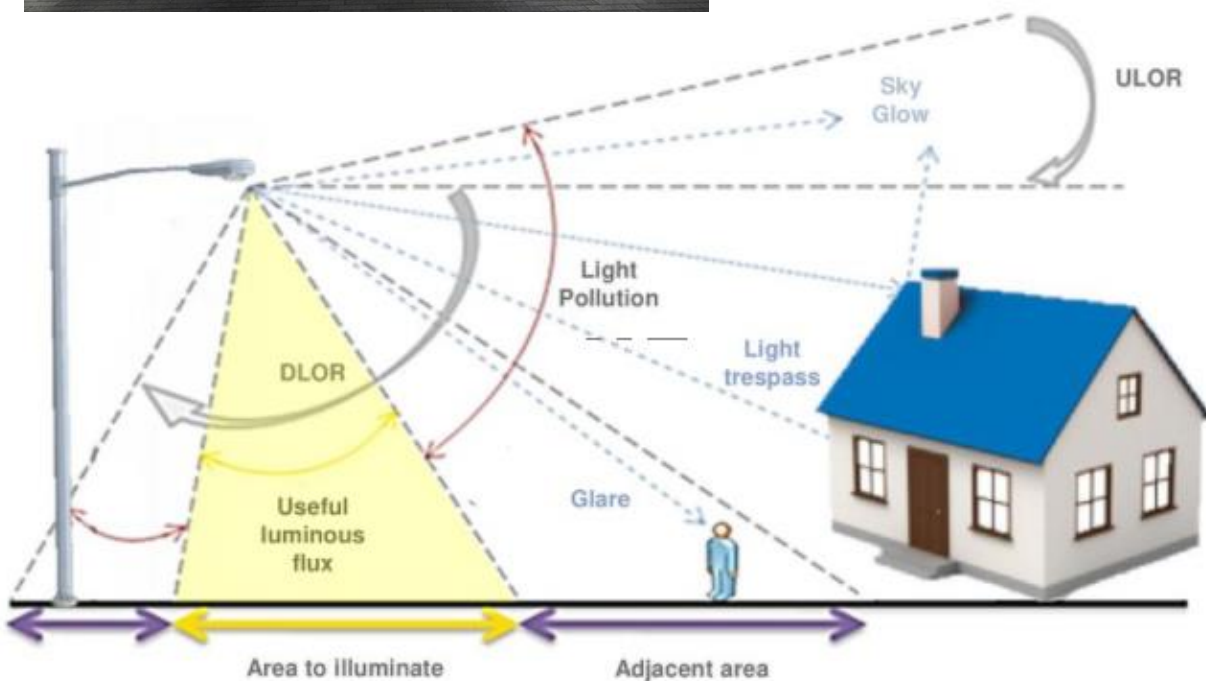 ULOR
Sky
Glow
Light
Pollution
Light
trespass
DLOR
Glare
Useful
luminous
flux
Area to illuminate
Adjacent area